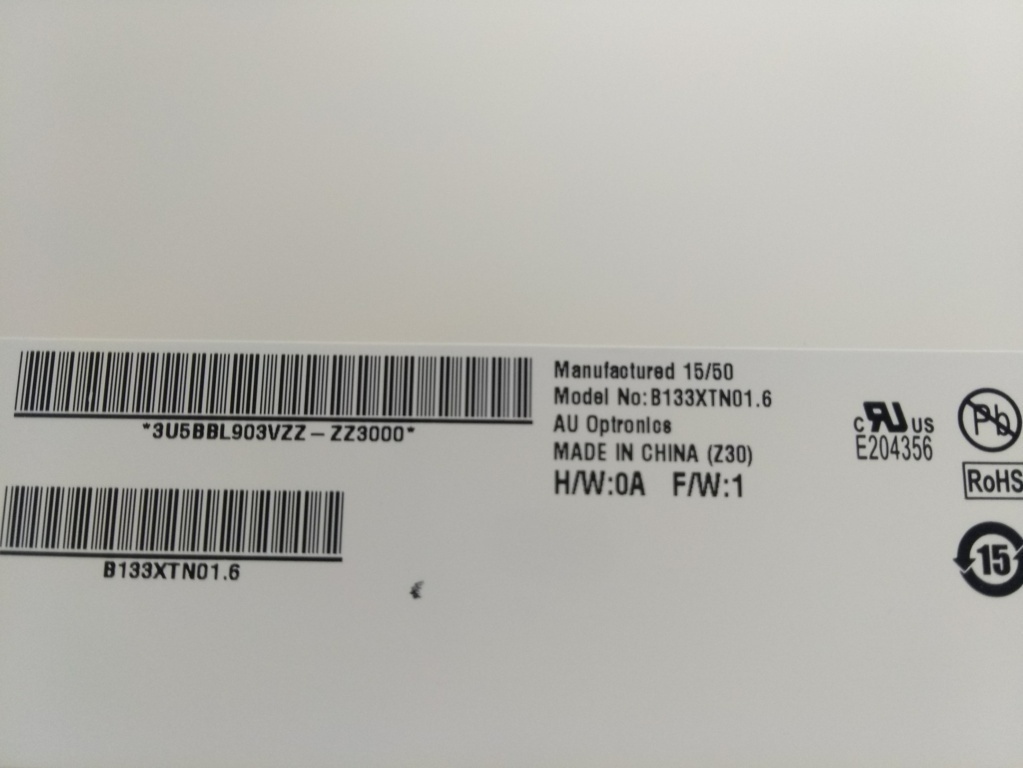 *3U5BBL903VZZ-ZZ3000*
B133XTN01.6
Manufactured 15/50
Model No:B133XTN01.6
AU Optronics
MADE IN CHINA (Z30)
H/W:0A F/W:1
c RU US
E204356
Pb
RoHS
15